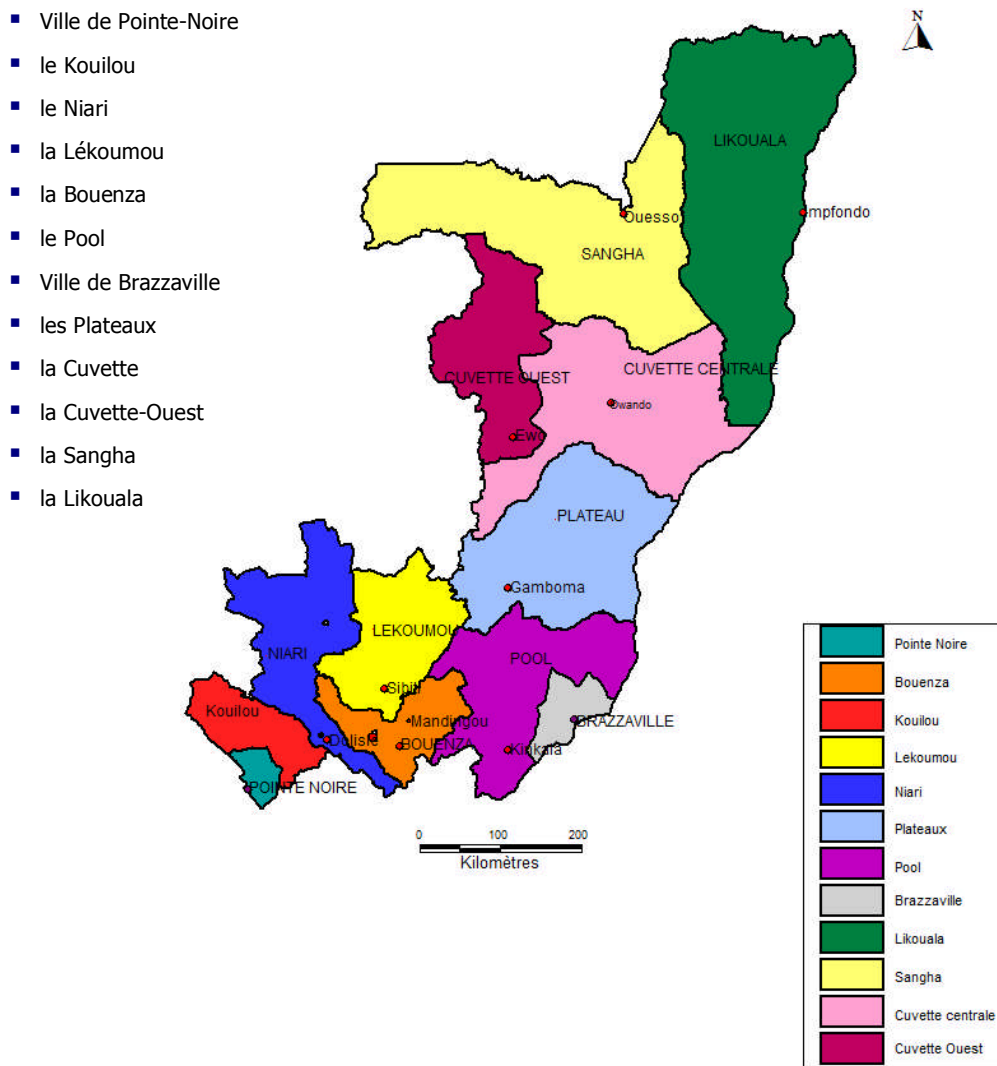 Ville de Pointe-Noire
le Kouilou
le Niari
la Lékoumou
la Bouenza
le Pool
Ville de Brazzaville
les Plateaux
la Cuvette
la Cuvette-Ouest
la Sangha
la Likouala
N
LIKOUALA
mpfondo
Ouesso
SANGHA
CUVETTE OUEST
CUVETTE CENTRALE
Owando
Ewo
PLATEAU
Gamboma
LEKOUMOU
NIARI
POOL
Sibiti
Kouilou
Mandingou
BRAZZAVILLE
Dolisie
BOUENZA
Kinkala
POINTE NOIRE
0 100 200
Kilomètres
Pointe Noire
Bouenza
Kouilou
Lekoumou
Niari
Plateaux
Pool
Brazzaville
Likouala
Sangha
Cuvette centrale
Cuvette Ouest